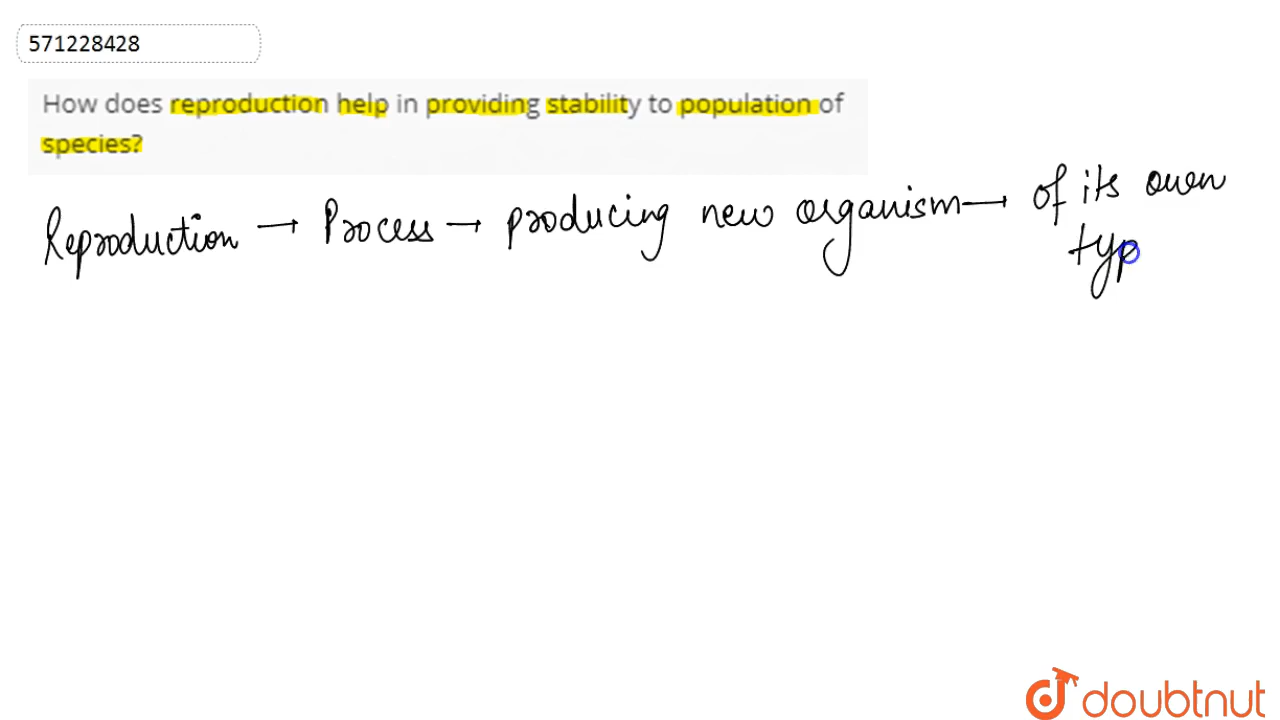 571228428
How does reproduction help in providing stability to population of
species?
Reproduction → Process → producing new organism → of its own
typ
doubtnut